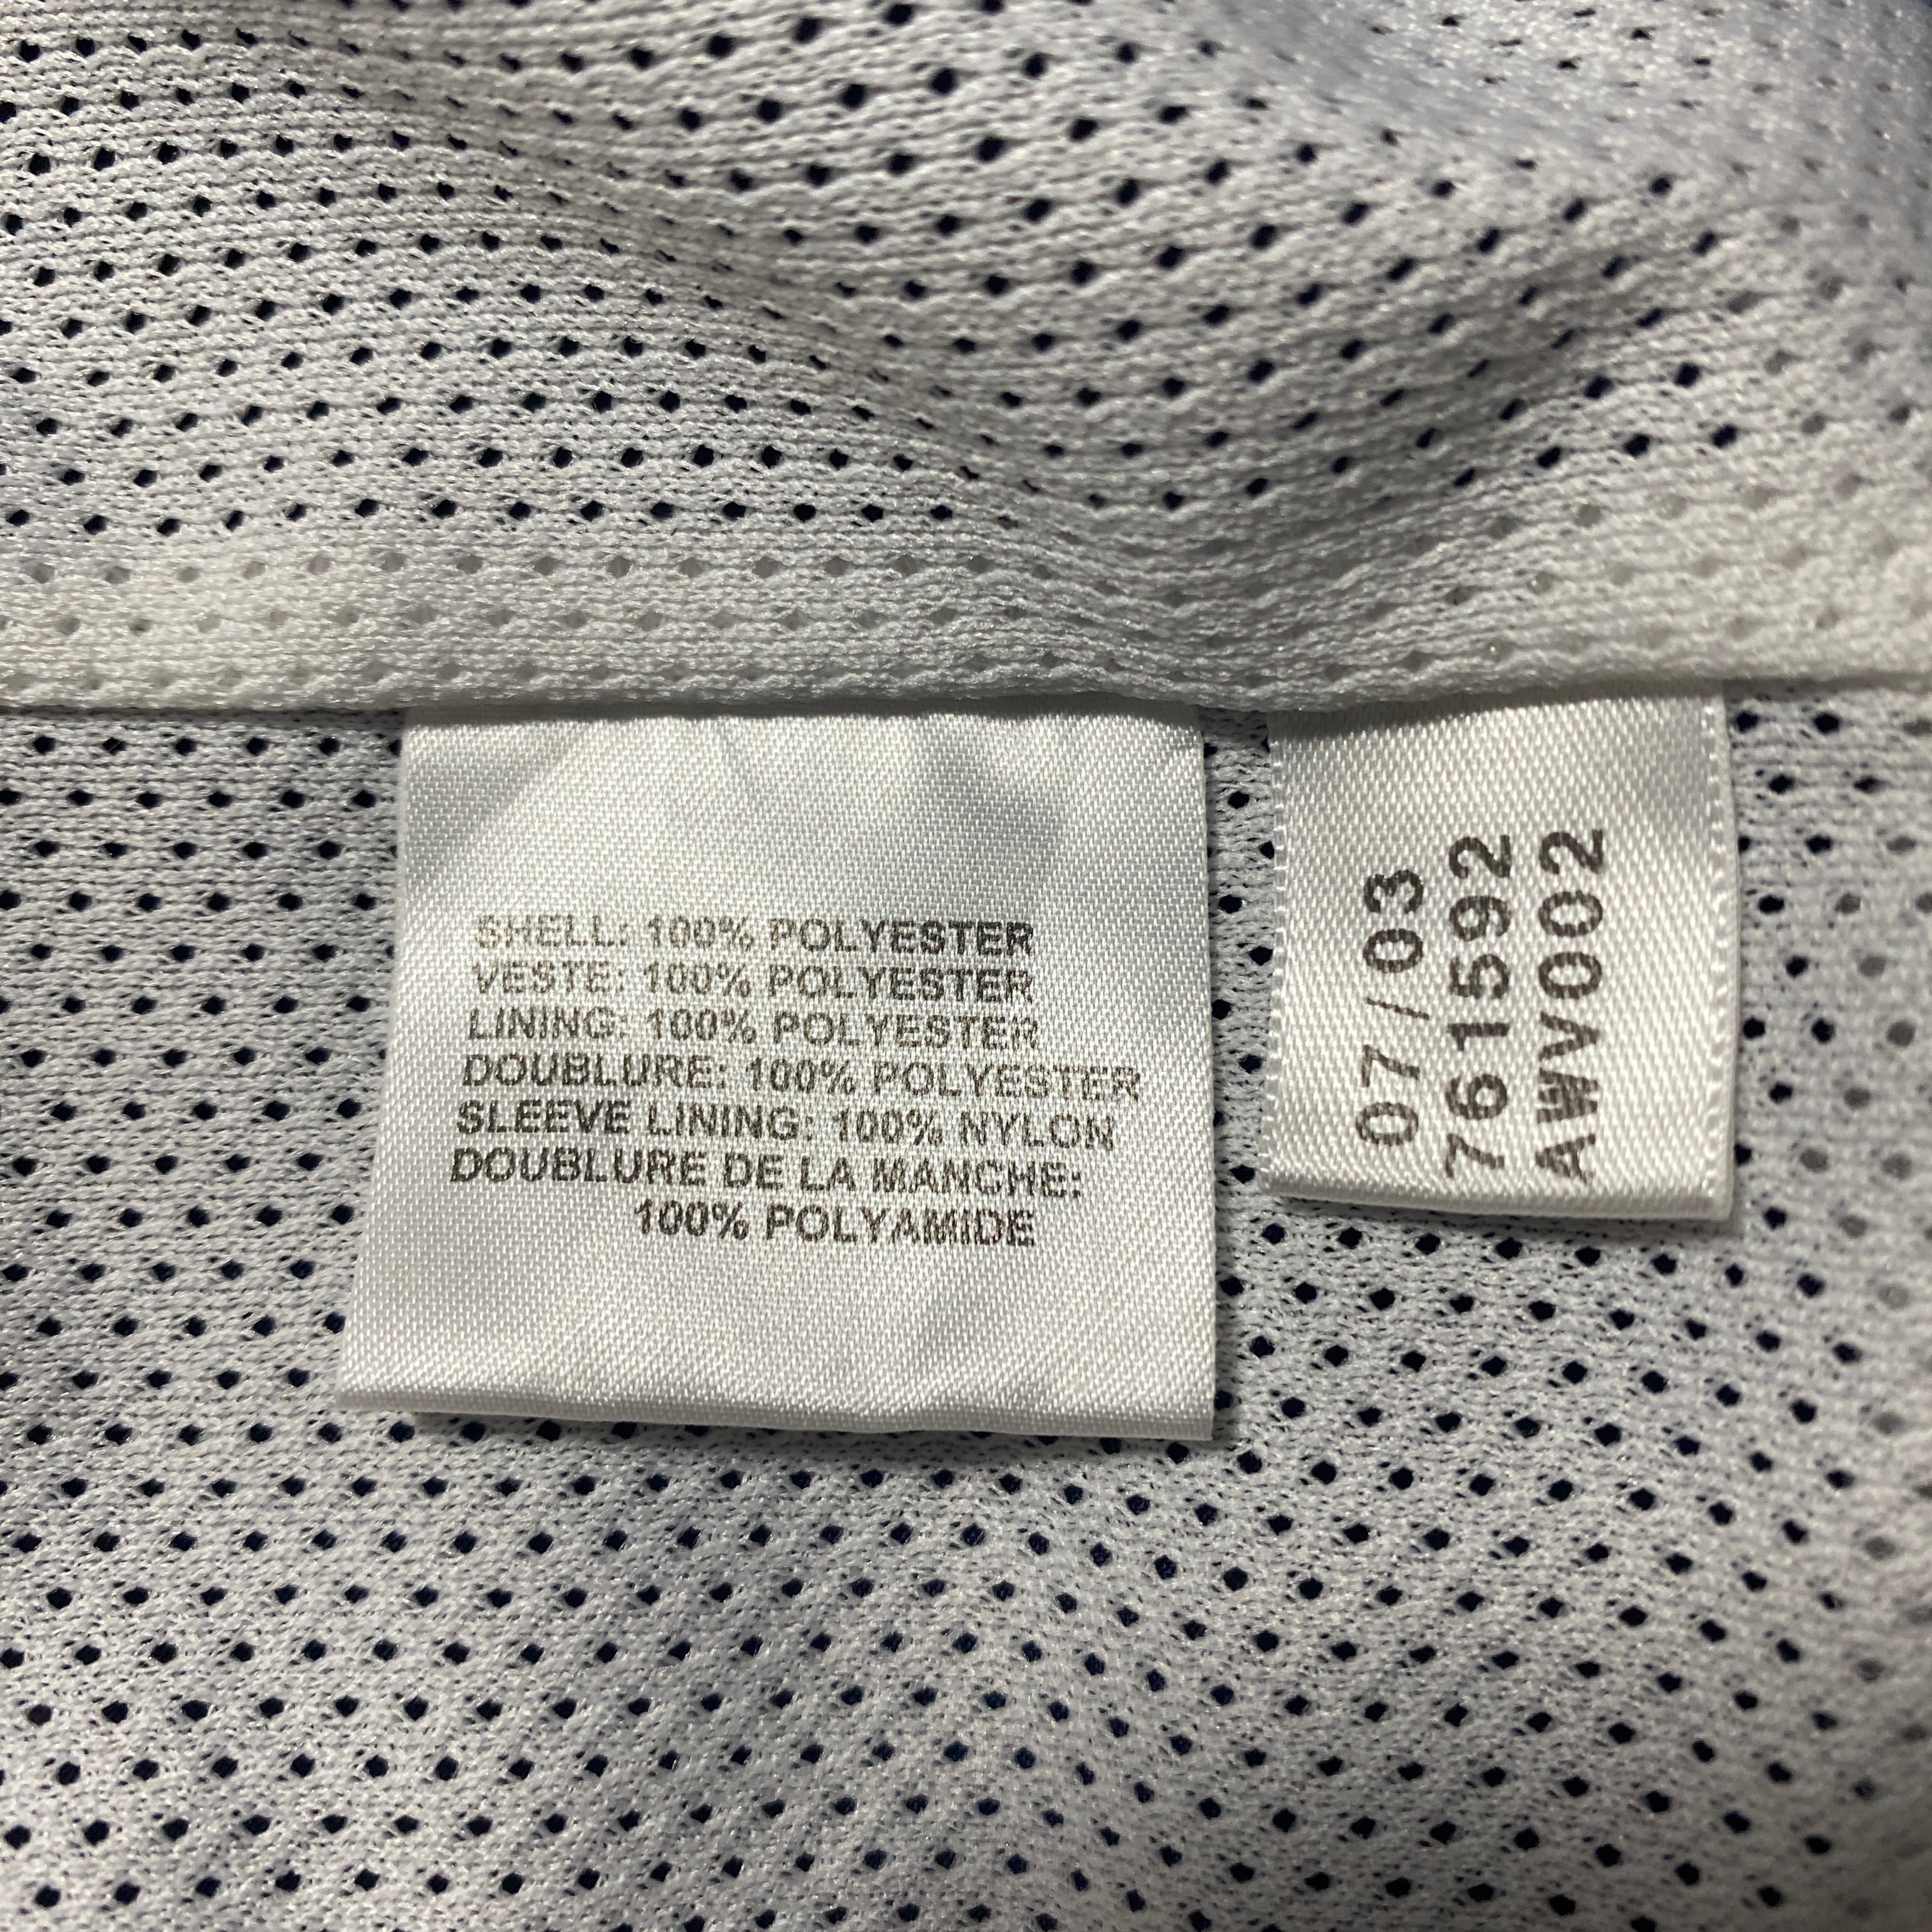 SHELL: 100% POLYESTER
VESTE: 100% POLYESTER
LINING: 100% POLYESTER
DOUBLURE: 100% POLYESTER
SLEEVE LINING: 100% NYLON
DOUBLURE DE LA MANCHE:
100% POLYAMIDE
07/03
761592
AWV002